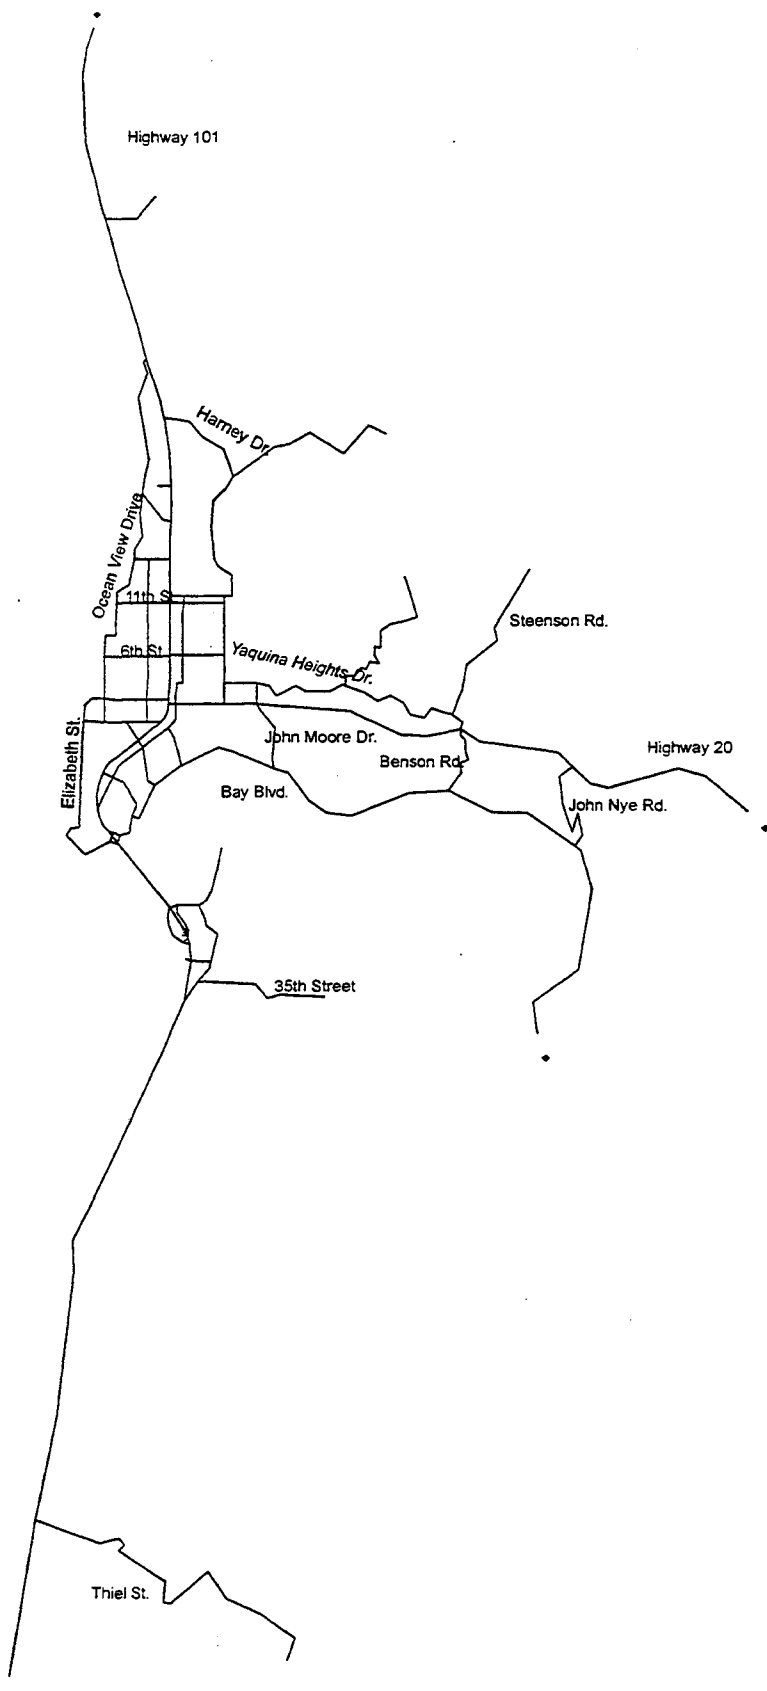 Highway 101
Harney Dr.
Ocean View Drive
11th St.
6th St
Yaquina Heights Dr.
Steenson Rd.
Elizabeth St.
John Moore Dr.
Benson Rd.
Highway 20
Bay Blvd.
John Nye Rd.
35th Street
Thiel St.